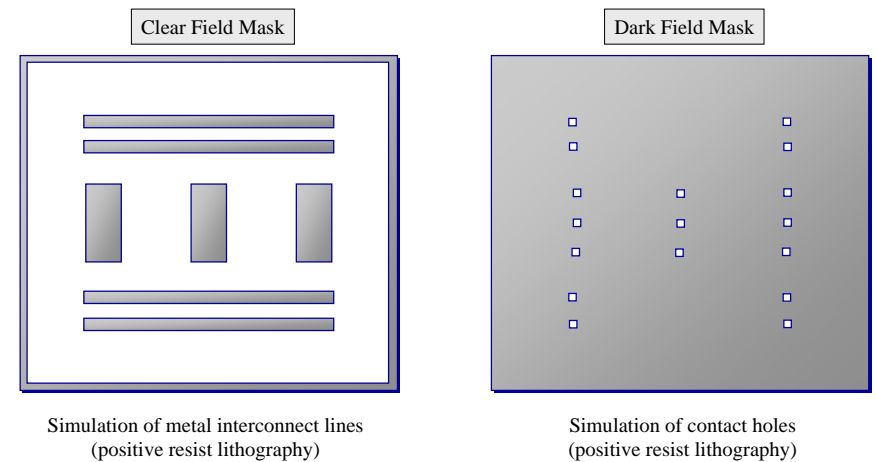 Clear Field Mask
Dark Field Mask
Simulation of metal interconnect lines
(positive resist lithography)
Simulation of contact holes
(positive resist lithography)